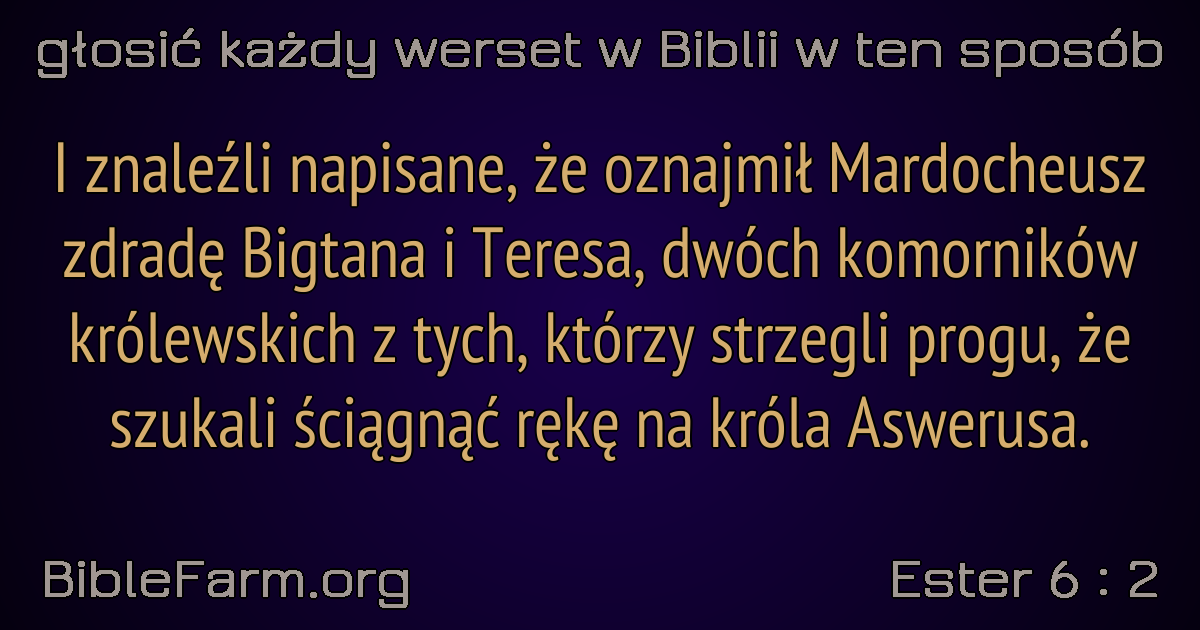 głosić każdy werset w Biblii w ten sposób
I znaleźli napisane, że oznajmił Mardocheusz
zdradę Bigtana i Teresa, dwóch komorników
królewskich z tych, którzy strzegli progu, że
szukali ściągnąć rękę na króla Aswerusa.
BibleFarm.org
Ester 6 : 2